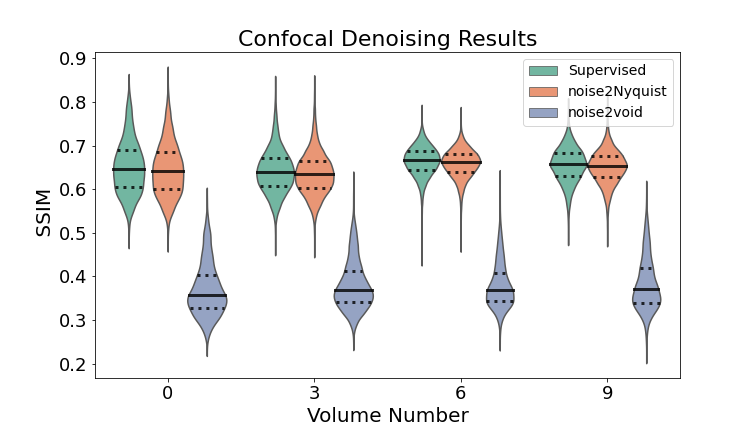 Confocal Denoising Results
Supervised
noise2Nyquist
noise2void
SSIM
0.9
0.8
0.7
0.6
0.5
0.4
0.3
0.2
0 3 6 9
Volume Number